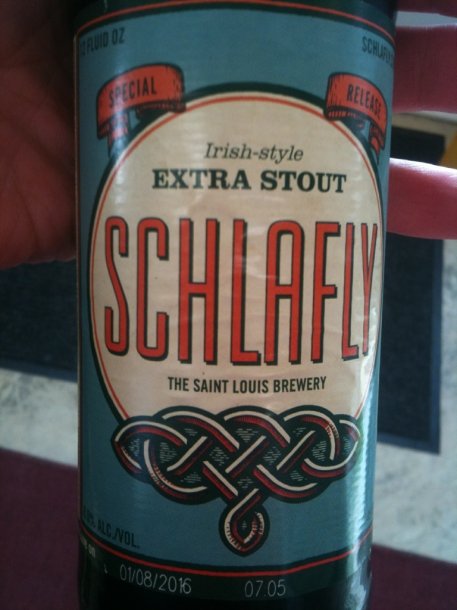 FLUID OZ
SPECIAL
RELEASE
Irish-style
EXTRA STOUT
SCHLAFLY
THE SAINT LOUIS BREWERY
ALC./VOL.
on
01/08/2016 07.05